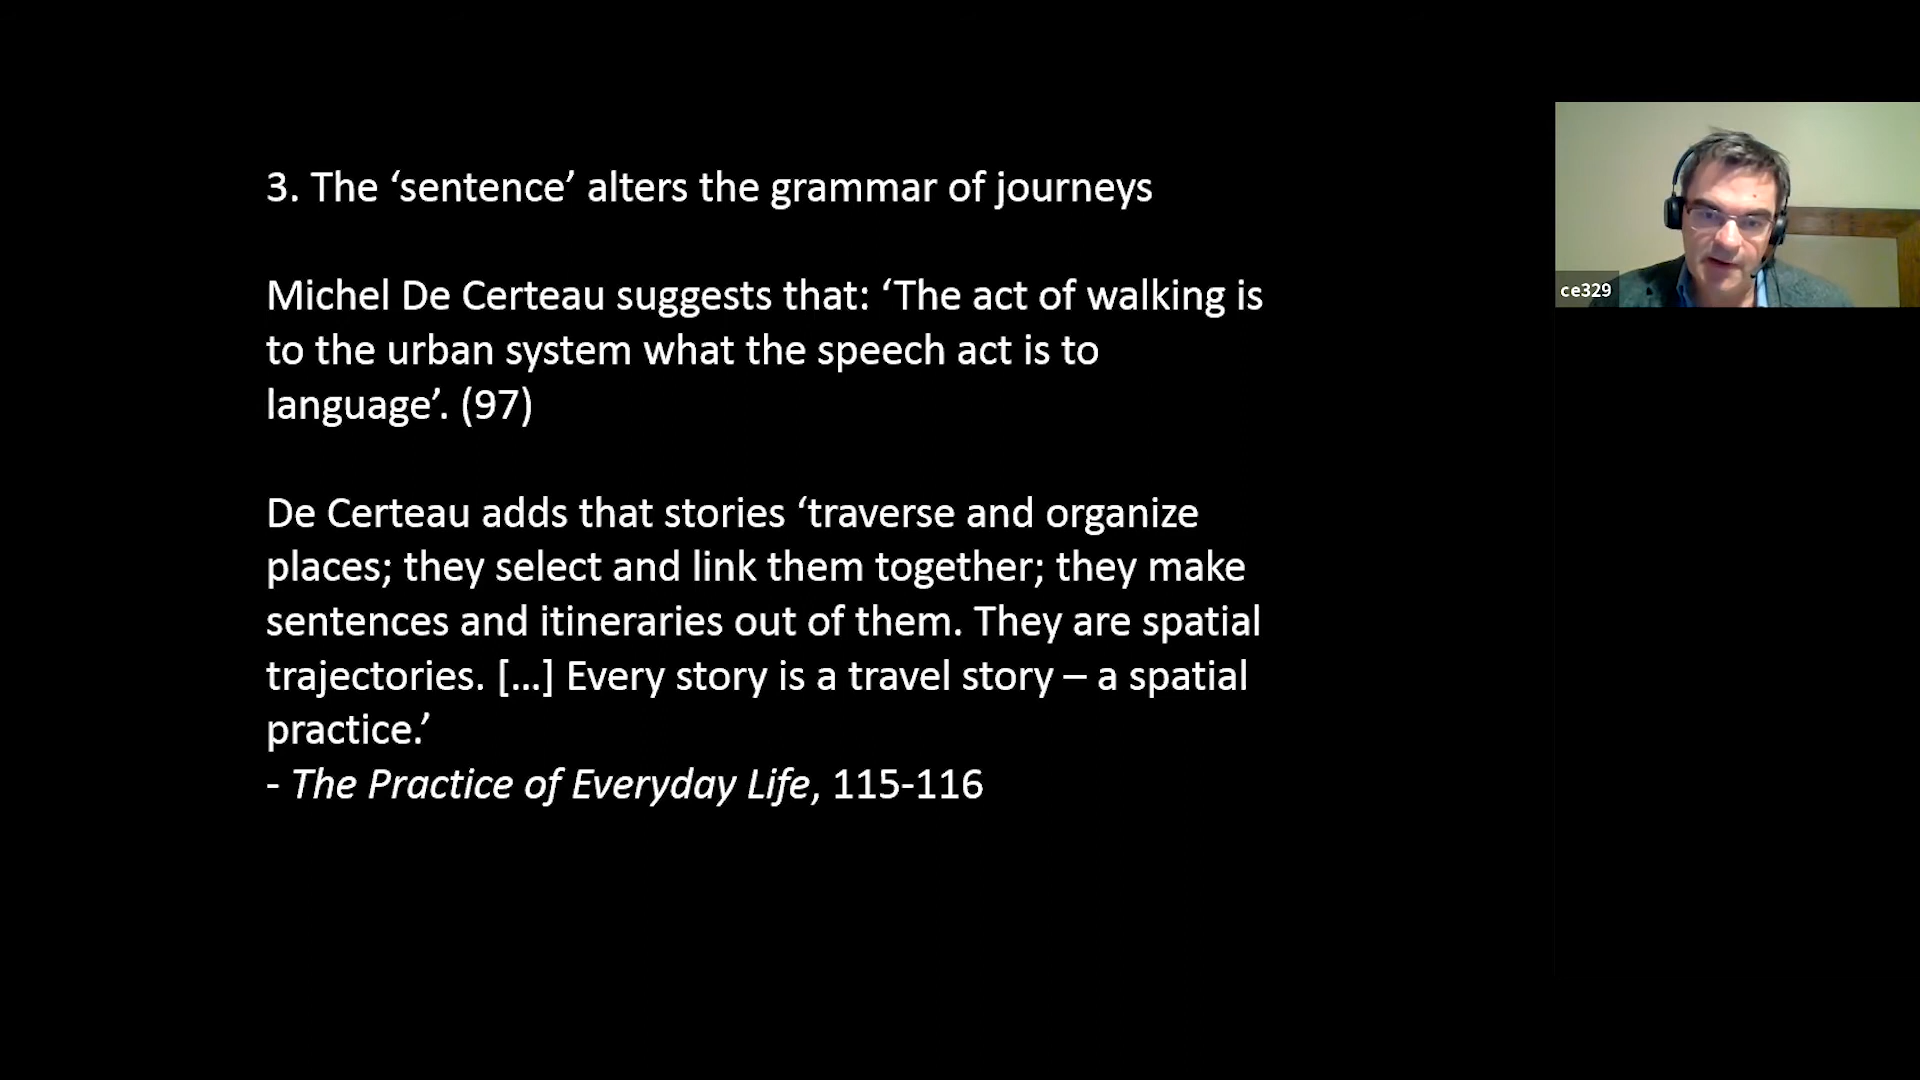 3. The ‘sentence’ alters the grammar of journeys
Michel De Certeau suggests that: ‘The act of walking is
to the urban system what the speech act is to
language’. (97)
De Certeau adds that stories ‘traverse and organize
places; they select and link them together; they make
sentences and itineraries out of them. They are spatial
trajectories. […] Every story is a travel story – a spatial
practice.’
- The Practice of Everyday Life, 115-116
ce329